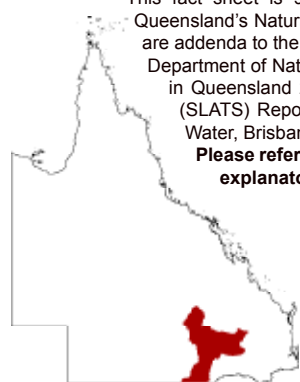 This fact sheet is s
Queensland's Natur
are addenda to the
Department of Nat
in Queensland
(SLATS) Repo
Water, Brisban
Please refer
explanato